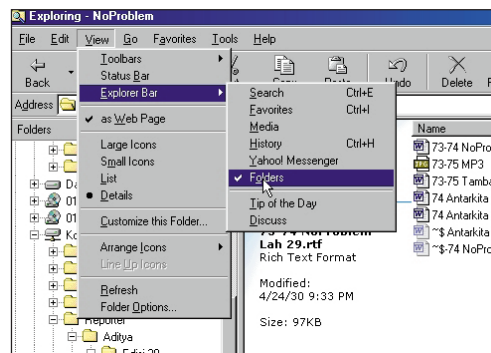 Exploring - NoProblem
File Edit View Go Favorites Tools Help
Back Undo Delete
Address
Folders
Toolbars
Status Bar
Explorer Bar
as Web Page
Large Icons
Small Icons
List
Details
Customize this Folder...
Arrange Icons
Line Up Icons
Refresh
Folder Options...
Search Ctrl+E
Favorites Ctrl+I
Media
History Ctrl+H
Yahoo! Messenger
Folders
Tip of the Day
Discuss
Name
73-74 NoPro
73-75 MP3
73-75 Tamba
74 Antarkita
74 Antarkita
~$ Antarkita
~$-74 NoPro
73-74 NoProblem
Lah 29.rtf
Rich Text Format
Modified:
4/24/30 9:33 PM
Size: 97KB
01
01
Reporter
Aditya